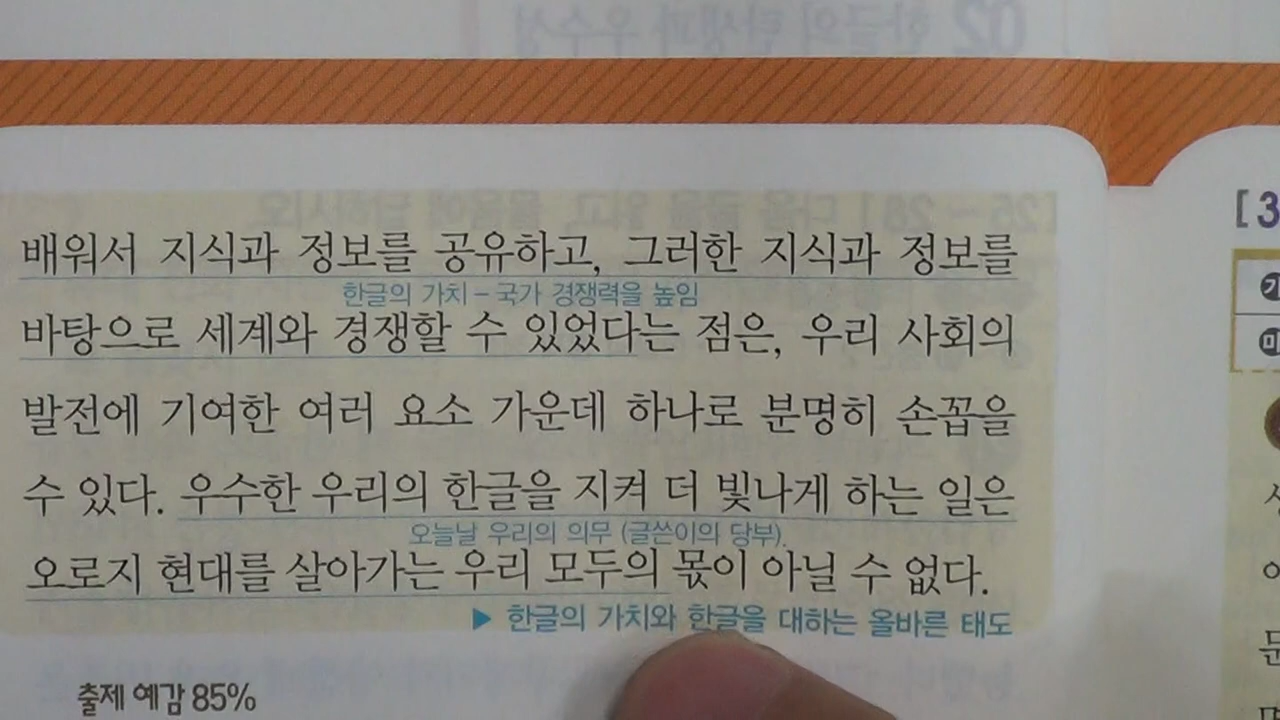 배워서 지식과 정보를 공유하고, 그러한 지식과 정보를
한글의 가치 – 국가 경쟁력을 높임
바탕으로 세계와 경쟁할 수 있었다는 점은, 우리 사회의
발전에 기여한 여러 요소 가운데 하나로 분명히 손꼽을
수 있다. 우수한 우리의 한글을 지켜 더 빛나게 하는 일은
오늘날 우리의 의무 (글쓴이의 당부).
오로지 현대를 살아가는 우리 모두의 몫이 아닐 수 없다.
▶ 한글의 가치와 한글을 대하는 올바른 태도
출제 예감 85%
[3